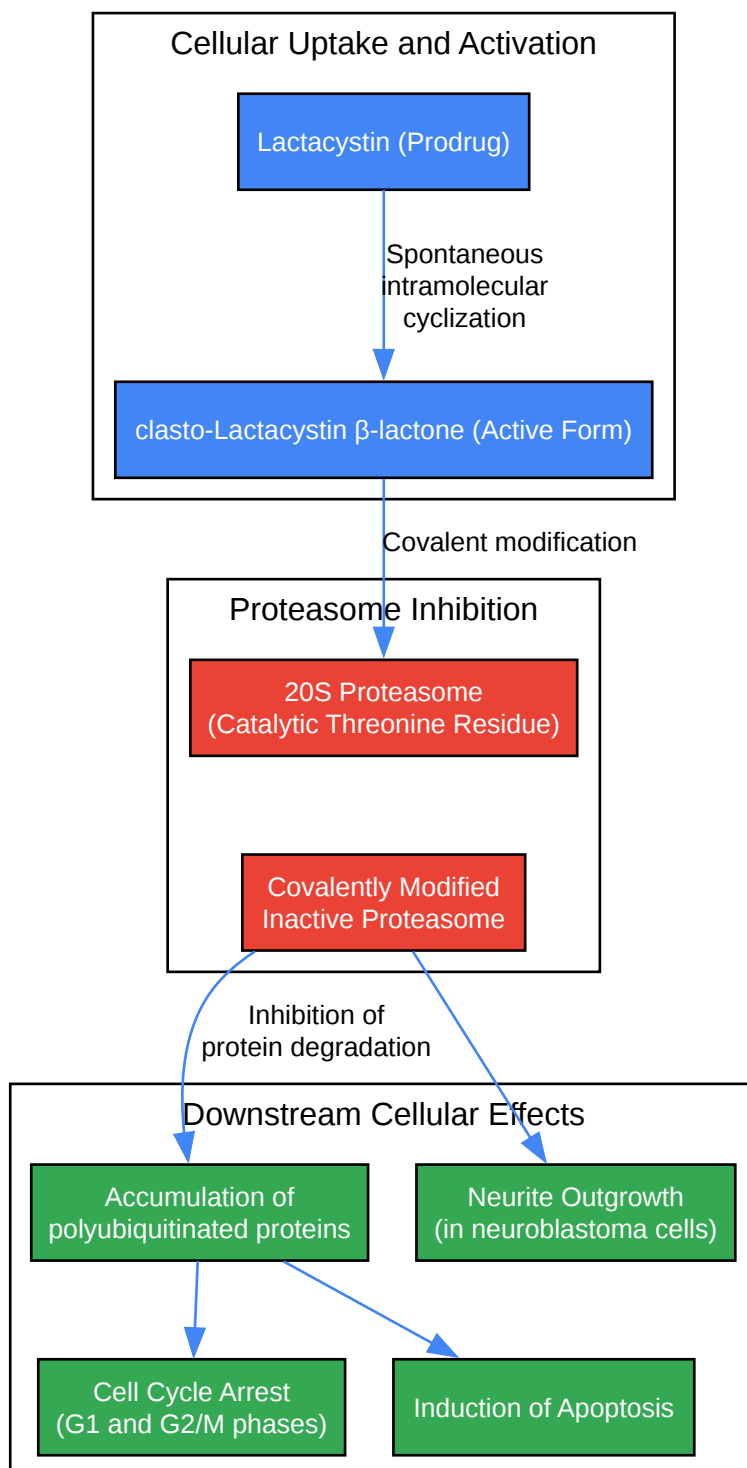 Cellular Uptake and Activation
Lactacystin (Prodrug)
Spontaneous
intramolecular
cyclization
clasto-Lactacystin β-lactone (Active Form)
Covalent modification
Proteasome Inhibition
20S Proteasome
(Catalytic Threonine Residue)
Covalently Modified
Inactive Proteasome
Inhibition of
protein degradation
Downstream Cellular Effects
Accumulation of
polyubiquitinated proteins
Neurite Outgrowth
(in neuroblastoma cells)
Cell Cycle Arrest
(G1 and G2/M phases)
Induction of Apoptosis